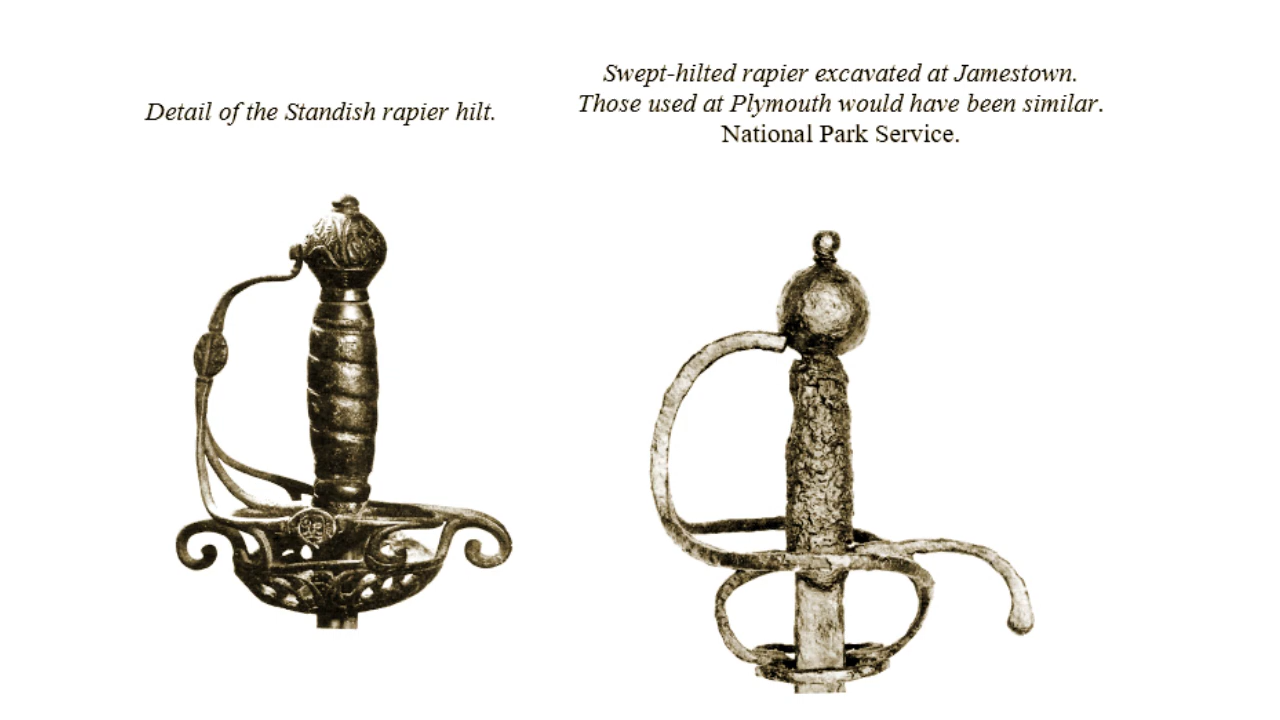 Detail of the Standish rapier hilt.
Swept-hilted rapier excavated at Jamestown.
Those used at Plymouth would have been similar.
National Park Service.